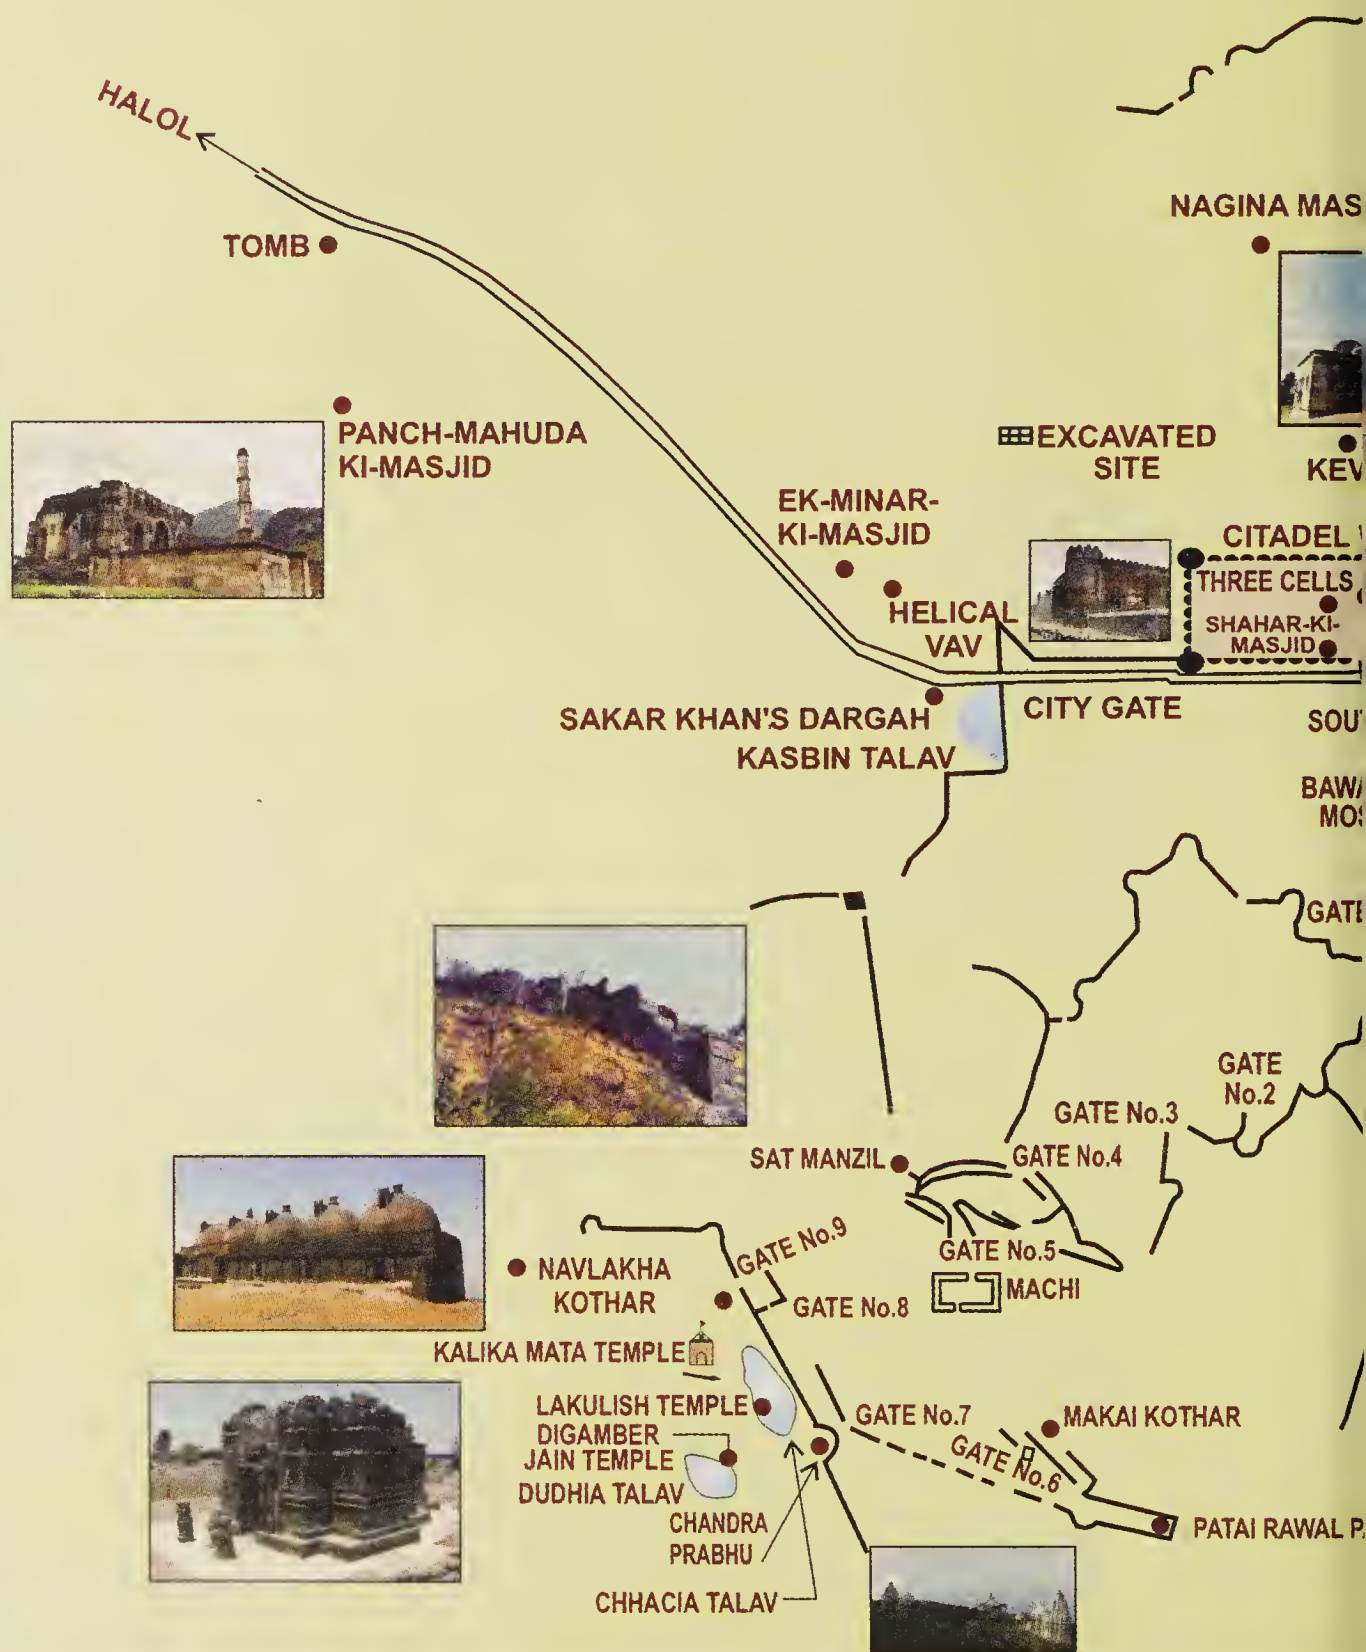 HALOL
NAGINA MAS
TOMB
PANCH-MAHUDA
KI-MASJID
EXCAVATED
SITE
KEV
EK-MINAR-
KI-MASJID
CITADEL
THREE CELLS
HELICAL
VAV
SHAHAR-KI-
MASJID
SAKAR KHAN'S DARGAH
CITY GATE
SOU
KASBIN TALAV
BAWA
MOS
GATE
GATE
No.2
GATE No.3
SAT MANZIL
GATE No.4
GATE No.9
GATE No.5
NAVLAKHA
KOTHAR
MACHI
GATE No.8
KALIKA MATA TEMPLE
LAKULISH TEMPLE
GATE No.7
MAKAI KOTHAR
DIGAMBER
JAIN TEMPLE
GATE No.6
DUDHIA TALAV
CHANDRA
PRABHU
PATAI RAWAL P
CHHACIA TALAV